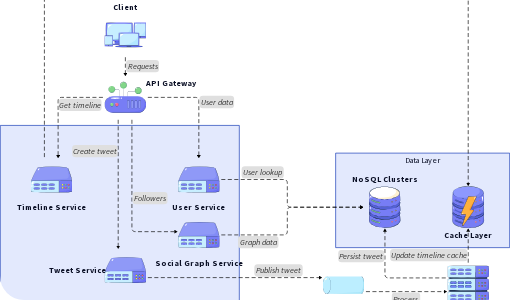 Client
Requests
API Gateway
Get timeline
User data
Create tweet
Data Layer
User lookup
NoSQL Clusters
Followers
Timeline Service
User Service
Cache Layer
Graph data
Persist tweet
Update timeline cache
Social Graph Service
Tweet Service
Publish tweet
Process